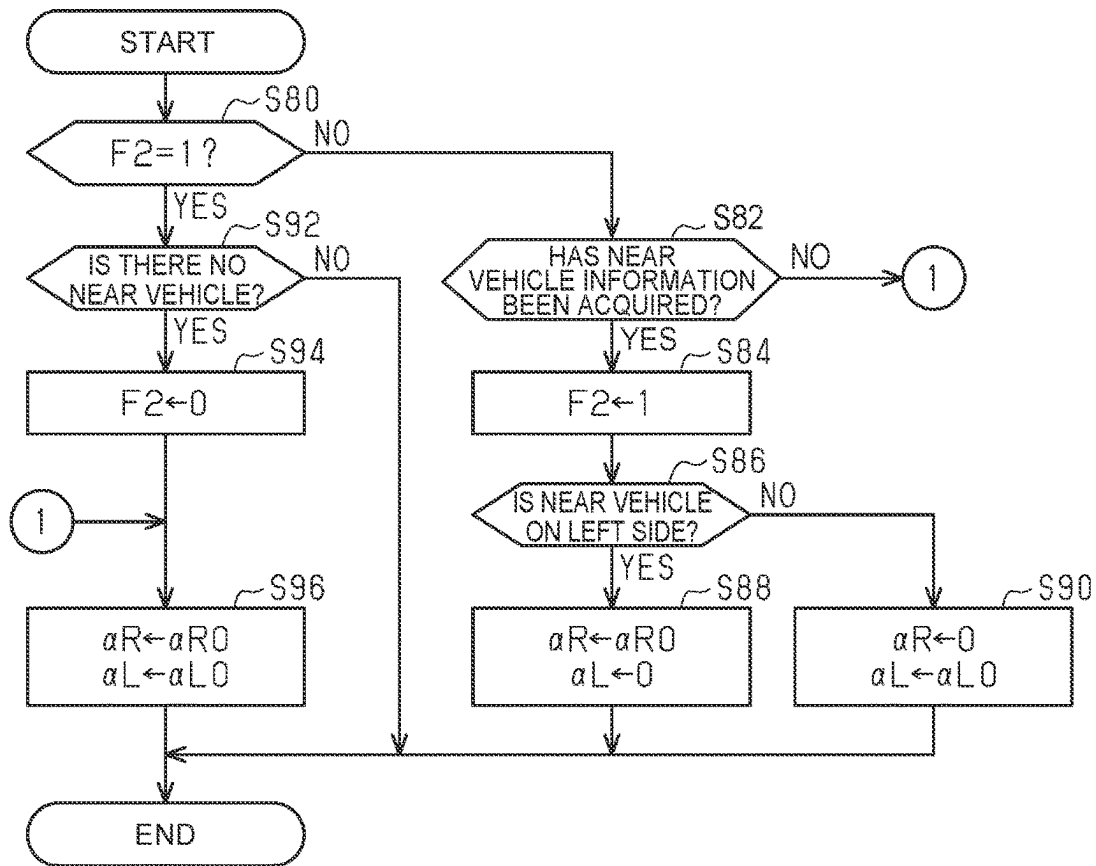 START
S80
F2=1?
NO
YES
S92
IS THERE NO
NEAR VEHICLE?
NO
YES
S94
F2←0
1
S96
αR←αR0
αL←αL0
END
S82
HAS NEAR
VEHICLE INFORMATION
BEEN ACQUIRED?
NO
1
YES
S84
F2←1
S86
IS NEAR VEHICLE
ON LEFT SIDE?
NO
YES
S88
αR←αR0
αL←0
S90
αR←0
αL←αL0